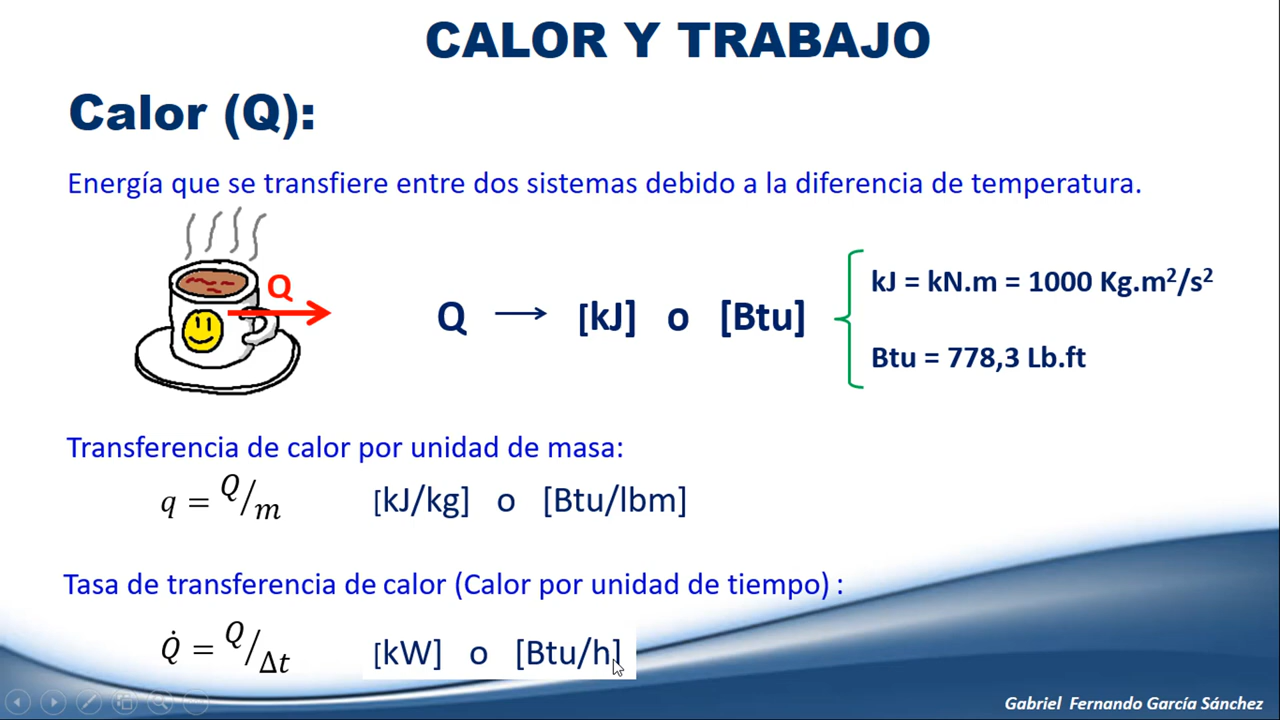 CALOR Y TRABAJO
Calor (Q):
Energía que se transfiere entre dos sistemas debido a la diferencia de temperatura.
Q
Q ⟶ [kJ] o [Btu]
kJ = kN.m = 1000 Kg.m²/s²
Btu = 778,3 Lb.ft
Transferencia de calor por unidad de masa:
q = Q/m [kJ/kg] o [Btu/lbm]
Tasa de transferencia de calor (Calor por unidad de tiempo) :
Q̇ = Q/Δt [kW] o [Btu/h]
Gabriel Fernando García Sánchez